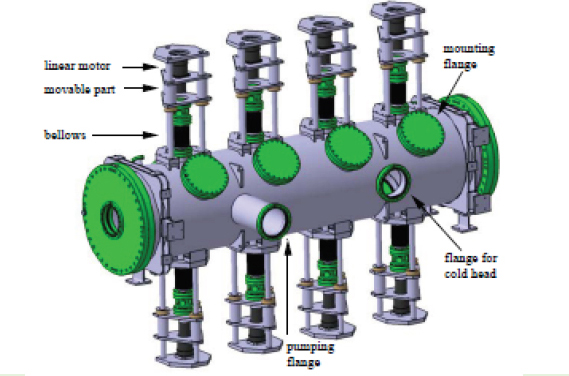 mounting
flange
linear motor
movable part
bellows
flange for
cold head
pumping
flange